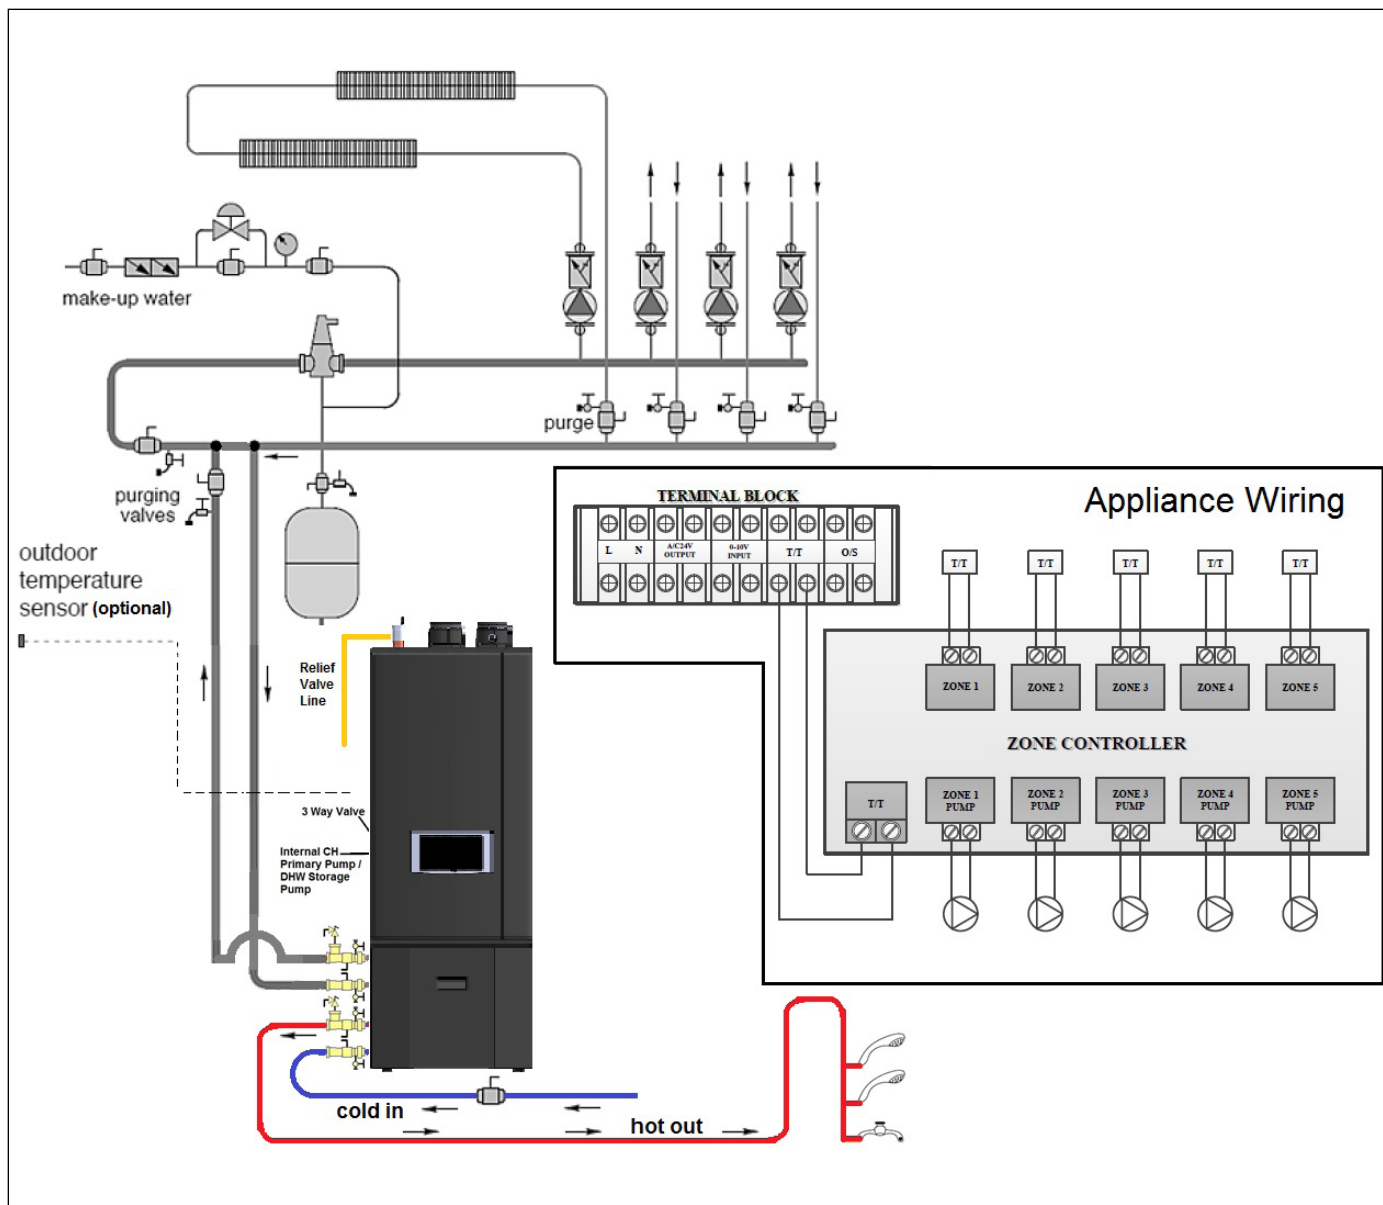 make-up water
purge
purging
valves
outdoor
temperature
sensor (optional)
Relief
Valve
Line
3 Way Valve
Internal CH
Primary Pump /
DHW Storage
Pump
cold in
hot out
Appliance Wiring
TERMINAL BLOCK
L N A/C24V OUTPUT 0-10V INPUT T/T O/S
T/T T/T T/T T/T T/T
ZONE 1 ZONE 2 ZONE 3 ZONE 4 ZONE 5
ZONE CONTROLLER
T/T
ZONE 1 ZONE 2 ZONE 3 ZONE 4 ZONE 5
PUMP PUMP PUMP PUMP PUMP